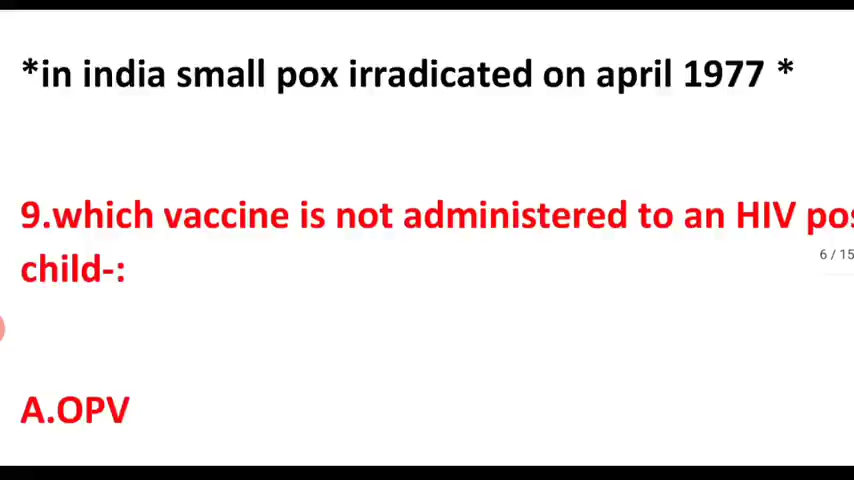 *in india small pox irradicated on april 1977 *
9.which vaccine is not administered to an HIV pos
child-:
6 / 15
A.OPV